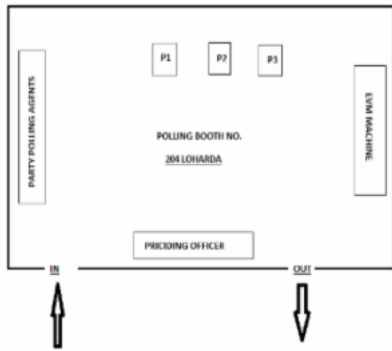 P1 P2 P3
PARTY POLLING AGENTS
EVM MACHINE
POLLING BOOTH NO.
204 LOHARDA
PRICIDING OFFICER
IN OUT